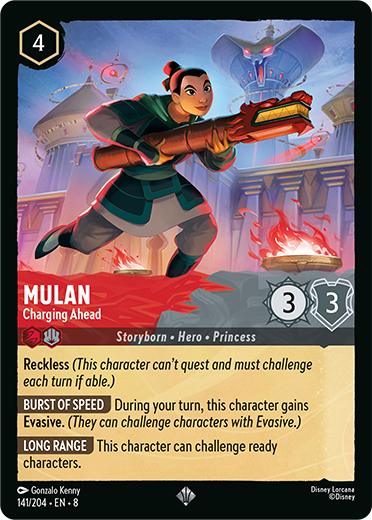 4
MULAN
Charging Ahead
3
3
Storyborn • Hero • Princess
Reckless (This character can’t quest and must challenge
each turn if able.)
BURST OF SPEED During your turn, this character gains
Evasive. (They can challenge characters with Evasive.)
LONG RANGE This character can challenge ready
characters.
Gonzalo Kenny
141/204 • EN • 8
Disney Lorcana
©Disney